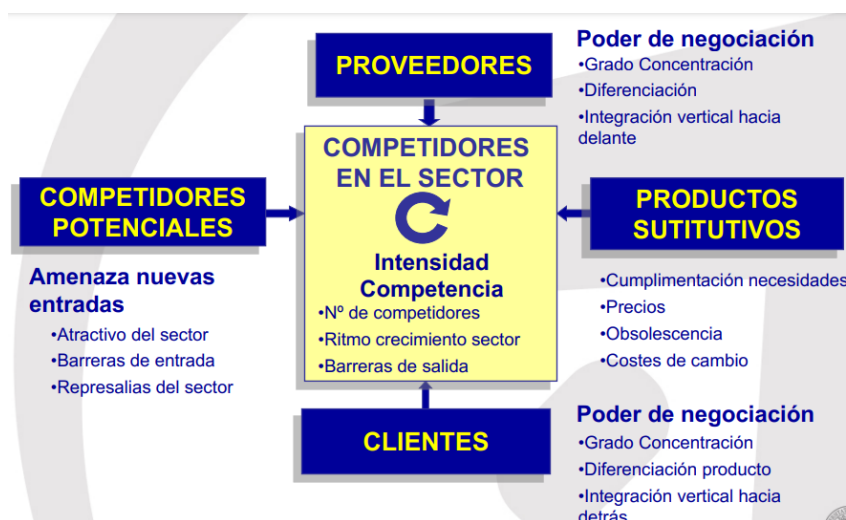 PROVEEDORES
Poder de negociación
•Grado Concentración
•Diferenciación
•Integración vertical hacia
delante
COMPETIDORES
EN EL SECTOR
Intensidad
Competencia
•Nº de competidores
•Ritmo crecimiento sector
•Barreras de salida
COMPETIDORES
POTENCIALES
Amenaza nuevas
entradas
•Atractivo del sector
•Barreras de entrada
•Represalias del sector
PRODUCTOS
SUTITUTIVOS
•Cumplimentación necesidades
•Precios
•Obsolescencia
•Costes de cambio
CLIENTES
Poder de negociación
•Grado Concentración
•Diferenciación producto
•Integración vertical hacia
detrás